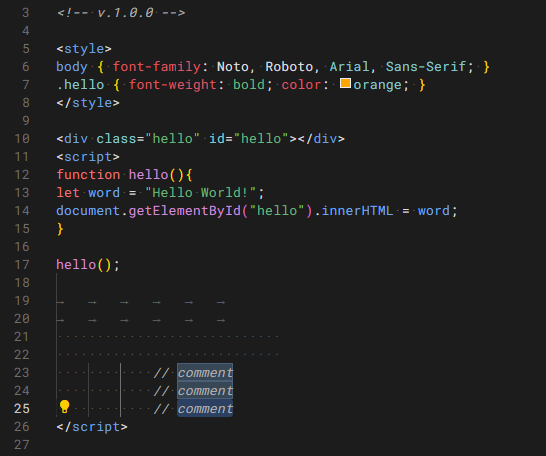 3 <!-- v.1.0.0 -->
4
5 <style>
6 body { font-family: Noto, Roboto, Arial, Sans-Serif; }
7 .hello { font-weight: bold; color: orange; }
8 </style>
9
10 <div class="hello" id="hello"></div>
11 <script>
12 function hello(){
13 let word = "Hello World!";
14 document.getElementById("hello").innerHTML = word;
15 }
16
17 hello();
18
19 → → → → → →
20 → → → → → →
21
22
23 // comment
24 // comment
25 // comment
26 </script>
27